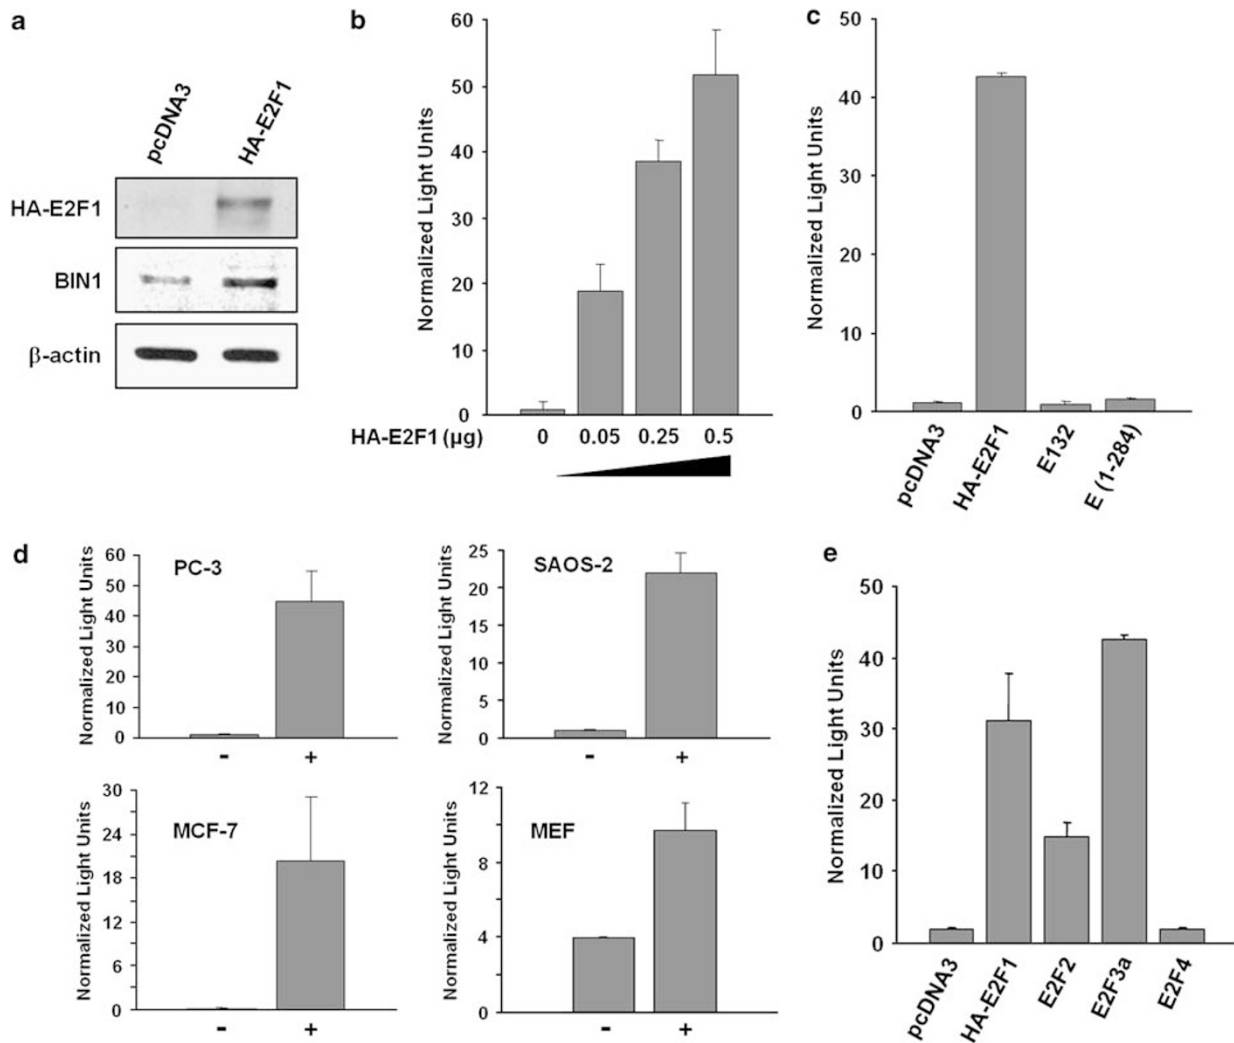 a
pcDNA3
HA-E2F1
HA-E2F1
BIN1
β-actin
b
Normalized Light Units
60
50
40
30
20
10
0
HA-E2F1 (µg) 0 0.05 0.25 0.5
c
Normalized Light Units
50
40
30
20
10
0
pcDNA3
HA-E2F1
E132
E (1-284)
d
Normalized Light Units
60
50
40
30
20
10
0
PC-3
- +
Normalized Light Units
25
20
15
10
5
0
SAOS-2
- +
Normalized Light Units
30
24
18
12
6
0
MCF-7
- +
Normalized Light Units
12
8
4
0
MEF
- +
e
Normalized Light Units
50
40
30
20
10
0
pcDNA3
HA-E2F1
E2F2
E2F3a
E2F4